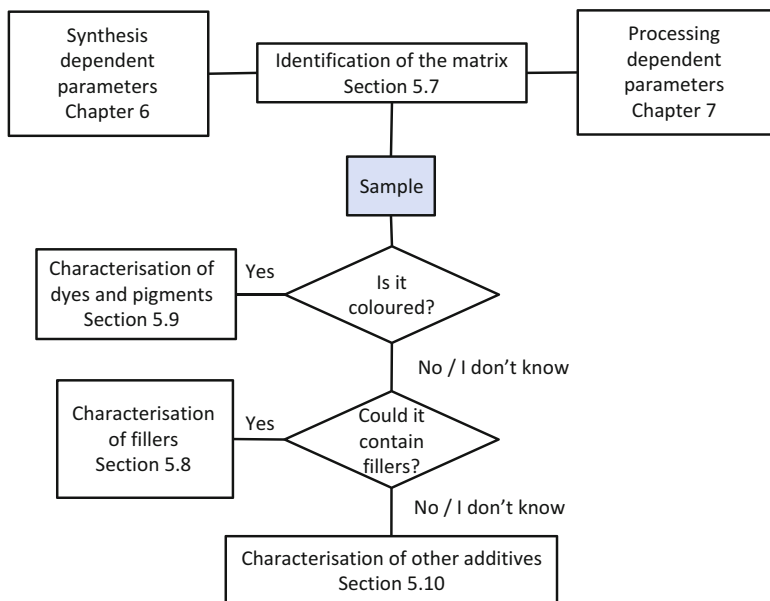 Synthesis
dependent
parameters
Chapter 6
Identification of the matrix
Section 5.7
Processing
dependent
parameters
Chapter 7
Sample
Is it
coloured?
Yes
Characterisation of
dyes and pigments
Section 5.9
No / I don't know
Could it
contain
fillers?
Yes
Characterisation
of fillers
Section 5.8
No / I don't know
Characterisation of other additives
Section 5.10